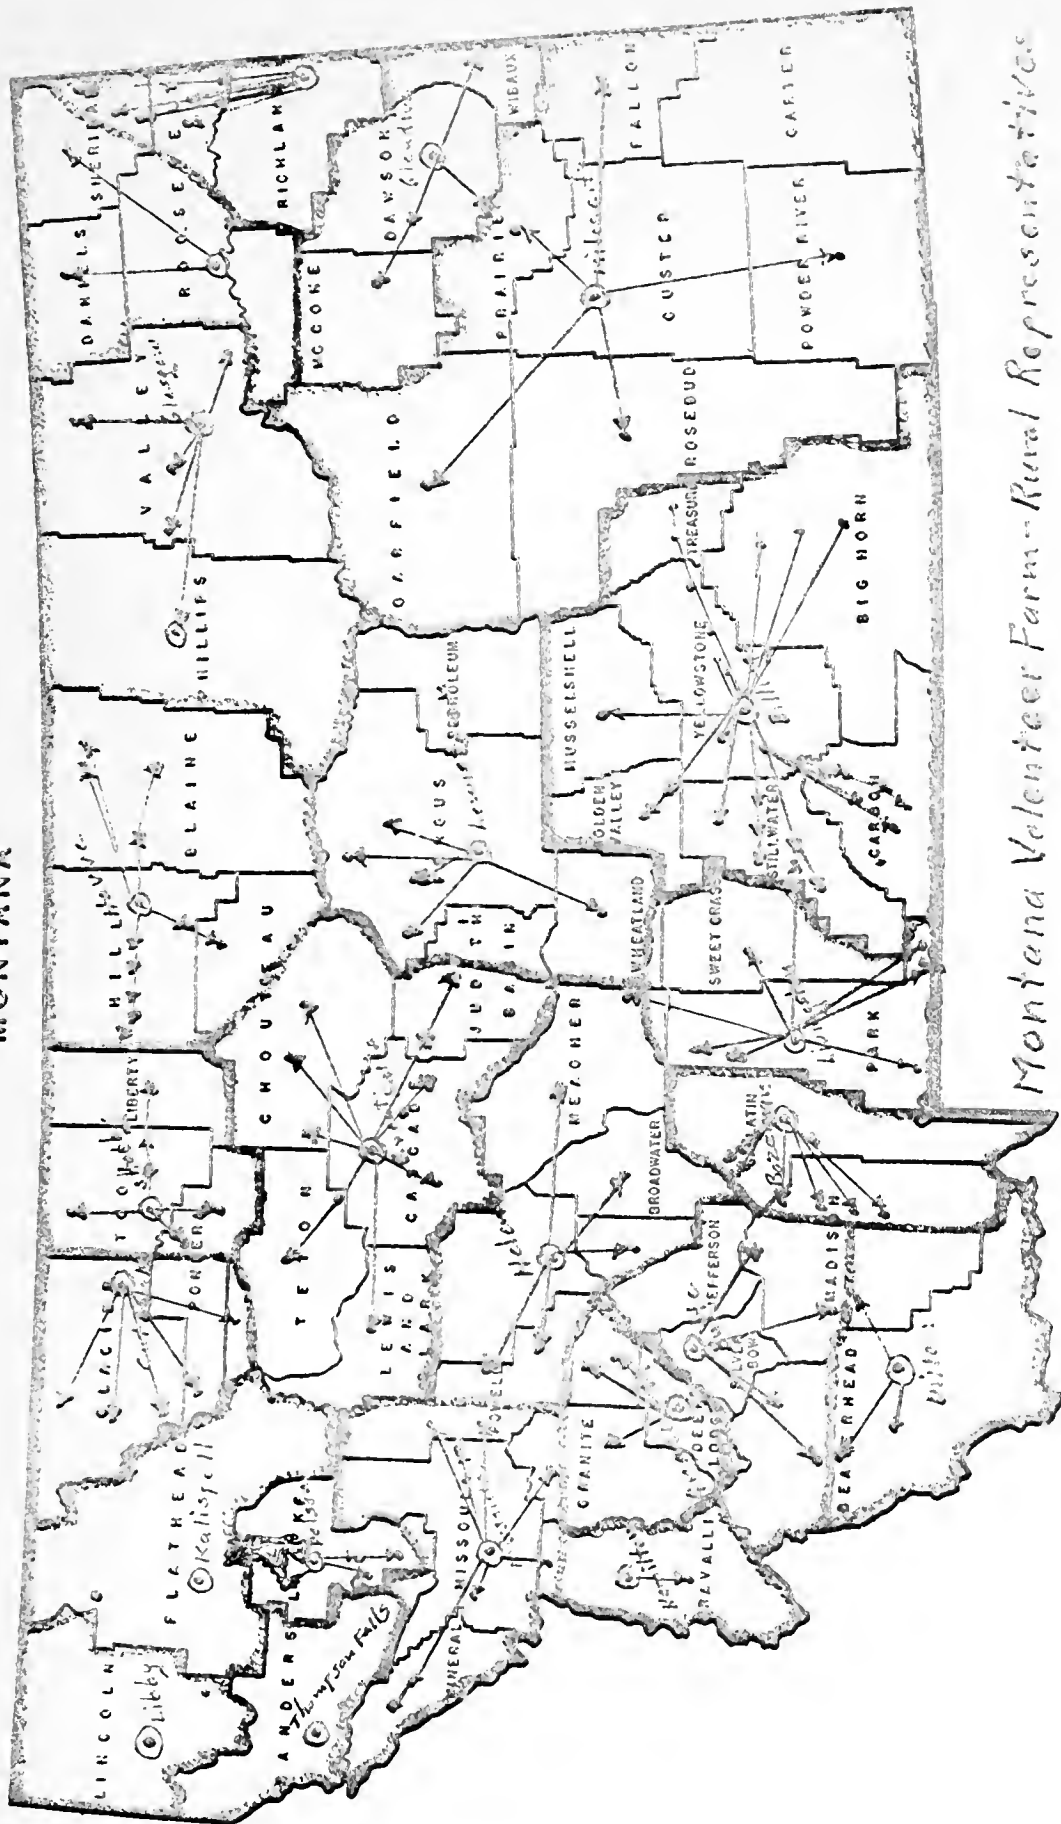 MONTANA
LINCOLN
Libby
FLATHEAD
Kalispell
GLACIER
TOOLE
PONDERA
LIBERTY
HILL
Havre
BLAINE
PHILLIPS
VALLEY
Glasgow
DANIELS
SHERIDAN
ROOSEVELT
RICHLAND
SANDERS
Thompson Falls
LAKE
TETON
CHOUTEAU
LEWIS
AND
CLARK
CASCADE
JUDITH
BASIN
FERGUS
PETROLEUM
GARFIELD
MCCONE
DAWSON
Glendive
PRAIRIE
WIBAUX
MINERAL
MISSOULA
POWELL
Helena
MEAGHER
GRANITE
DEER
LODGE
RAVALLI
SILVER
BOW
JEFFERSON
BROADWATER
WHEATLAND
GOLDEN
VALLEY
MUSSELSHELL
TREASURE
ROSEBUD
CUSTER
FALLON
POWDER RIVER
CARTER
BEAVERHEAD
MADISON
GALLATIN
PARK
SWEET GRASS
STILLWATER
YELLOWSTONE
CARBON
BIG HORN
Montana Volunteer Farm-Rural Representatives